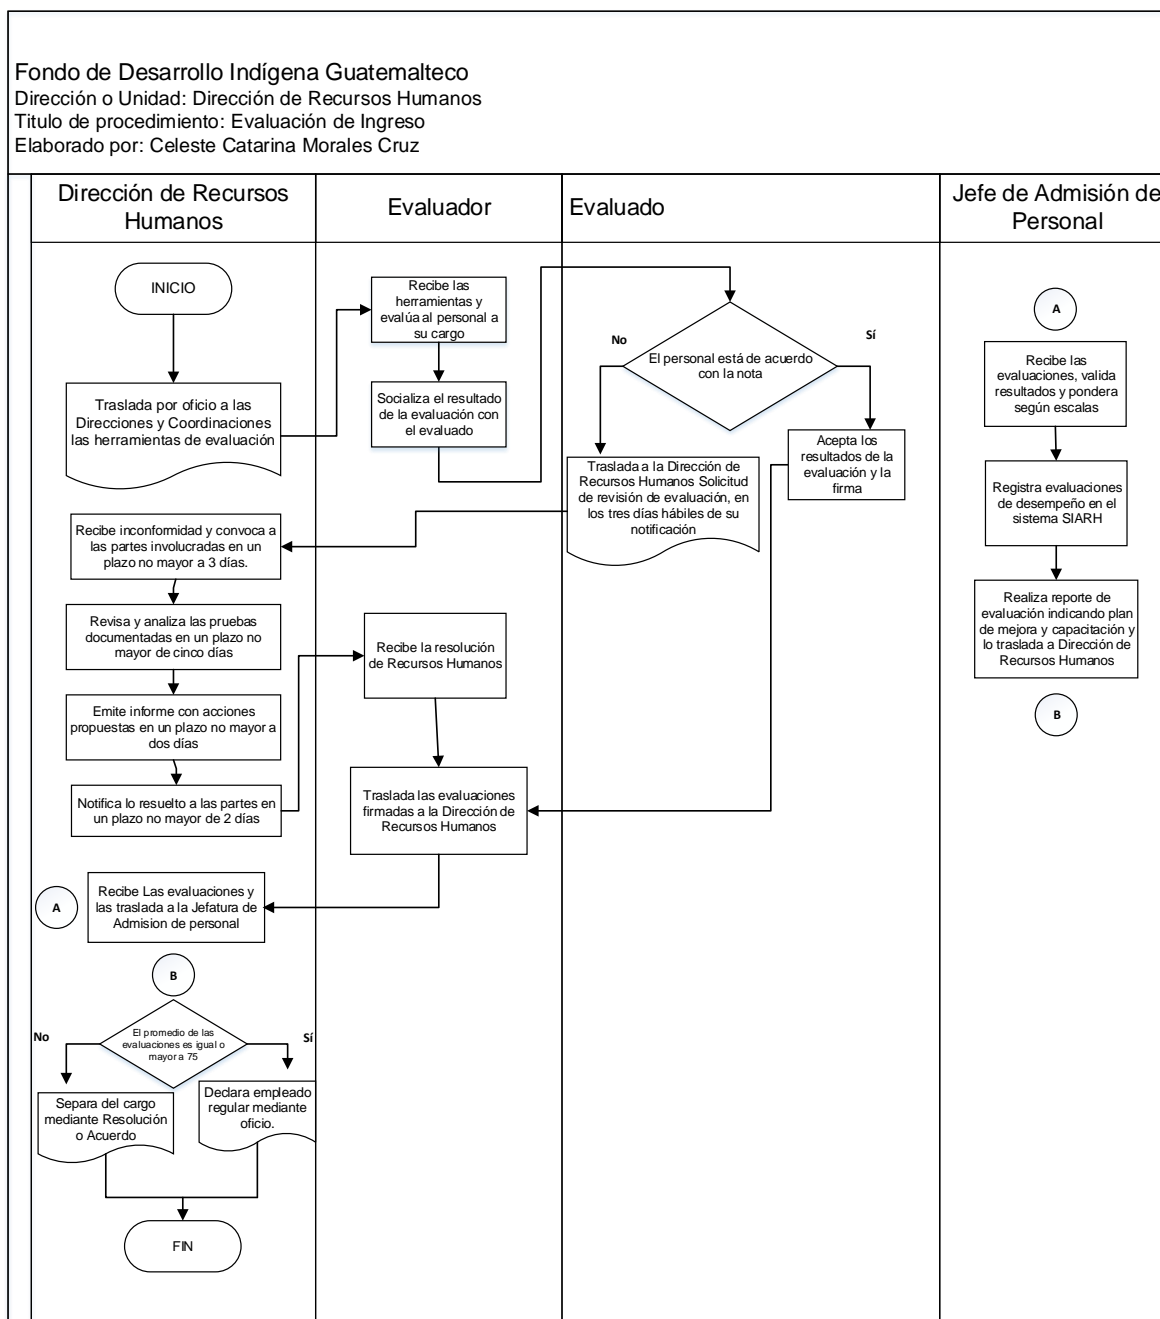 Fondo de Desarrollo Indígena Guatemalteco
Dirección o Unidad: Dirección de Recursos Humanos
Titulo de procedimiento: Evaluación de Ingreso
Elaborado por: Celeste Catarina Morales Cruz
Dirección de Recursos
Humanos
Evaluador
Evaluado
Jefe de Admisión de
Personal
INICIO
Traslada por oficio a las
Direcciones y Coordinaciones
las herramientas de evaluación
Recibe las
herramientas y
evalúa al personal a
su cargo
Socializa el resultado
de la evaluación con
el evaluado
No
El personal está de acuerdo
con la nota
Sí
Traslada a la Dirección de
Recursos Humanos Solicitud
de revisión de evaluación, en
los tres días hábiles de su
notificación
Acepta los
resultados de la
evaluación y la
firma
Recibe inconformidad y convoca a
las partes involucradas en un
plazo no mayor a 3 días.
Revisa y analiza las pruebas
documentadas en un plazo no
mayor de cinco días
Emite informe con acciones
propuestas en un plazo no mayor a
dos días
Notifica lo resuelto a las partes en
un plazo no mayor de 2 días
Recibe la resolución
de Recursos Humanos
Traslada las evaluaciones
firmadas a la Dirección de
Recursos Humanos
A
Recibe Las evaluaciones y
las traslada a la Jefatura de
Admision de personal
A
Recibe las
evaluaciones, valida
resultados y pondera
según escalas
Registra evaluaciones
de desempeño en el
sistema SIARH
Realiza reporte de
evaluación indicando plan
de mejora y capacitación y
lo traslada a Dirección de
Recursos Humanos
B
B
No
El promedio de las
evaluaciones es igual o
mayor a 75
Sí
Separa del cargo
mediante Resolución
o Acuerdo
Declara empleado
regular mediante
oficio.
FIN